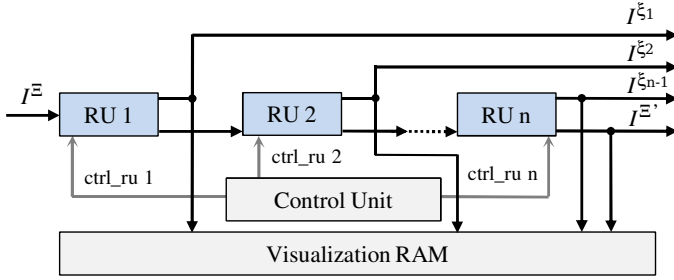 I^ξ1
I^ξ2
I^Ξ
I^ξn-1
RU 1
RU 2
RU n
I^Ξ’
ctrl_ru 1
ctrl_ru 2
ctrl_ru n
Control Unit
Visualization RAM